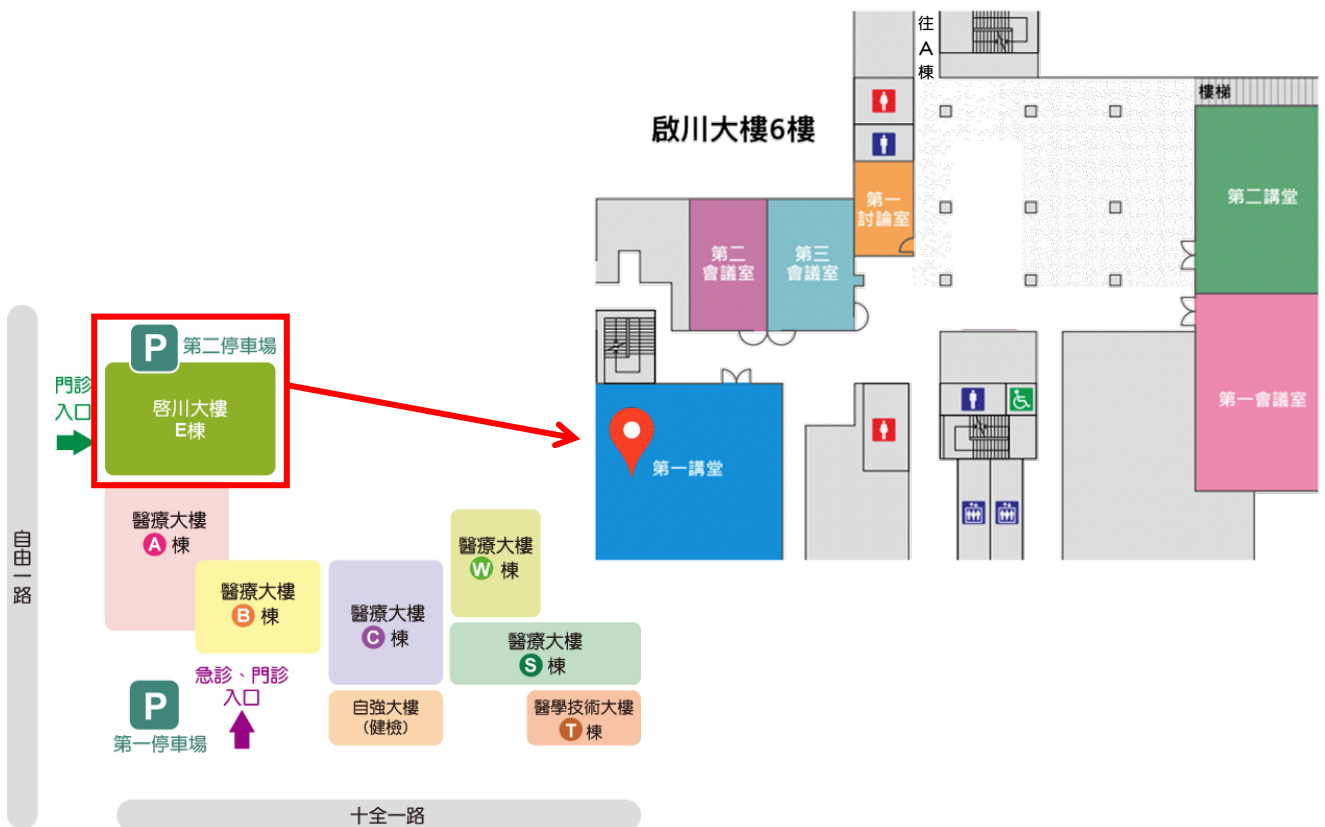 往
A
棟
樓梯
啟川大樓6樓
第一
討論室
第二講堂
第二
會議室
第三
會議室
第一會議室
第一講堂
P
第二停車場
門診
入口
啓川大樓
E棟
醫療大樓
A 棟
醫療大樓
B 棟
醫療大樓
C 棟
醫療大樓
W 棟
醫療大樓
S 棟
自由一路
急診、門診
入口
P
第一停車場
自強大樓
(健檢)
醫學技術大樓
T 棟
十全一路